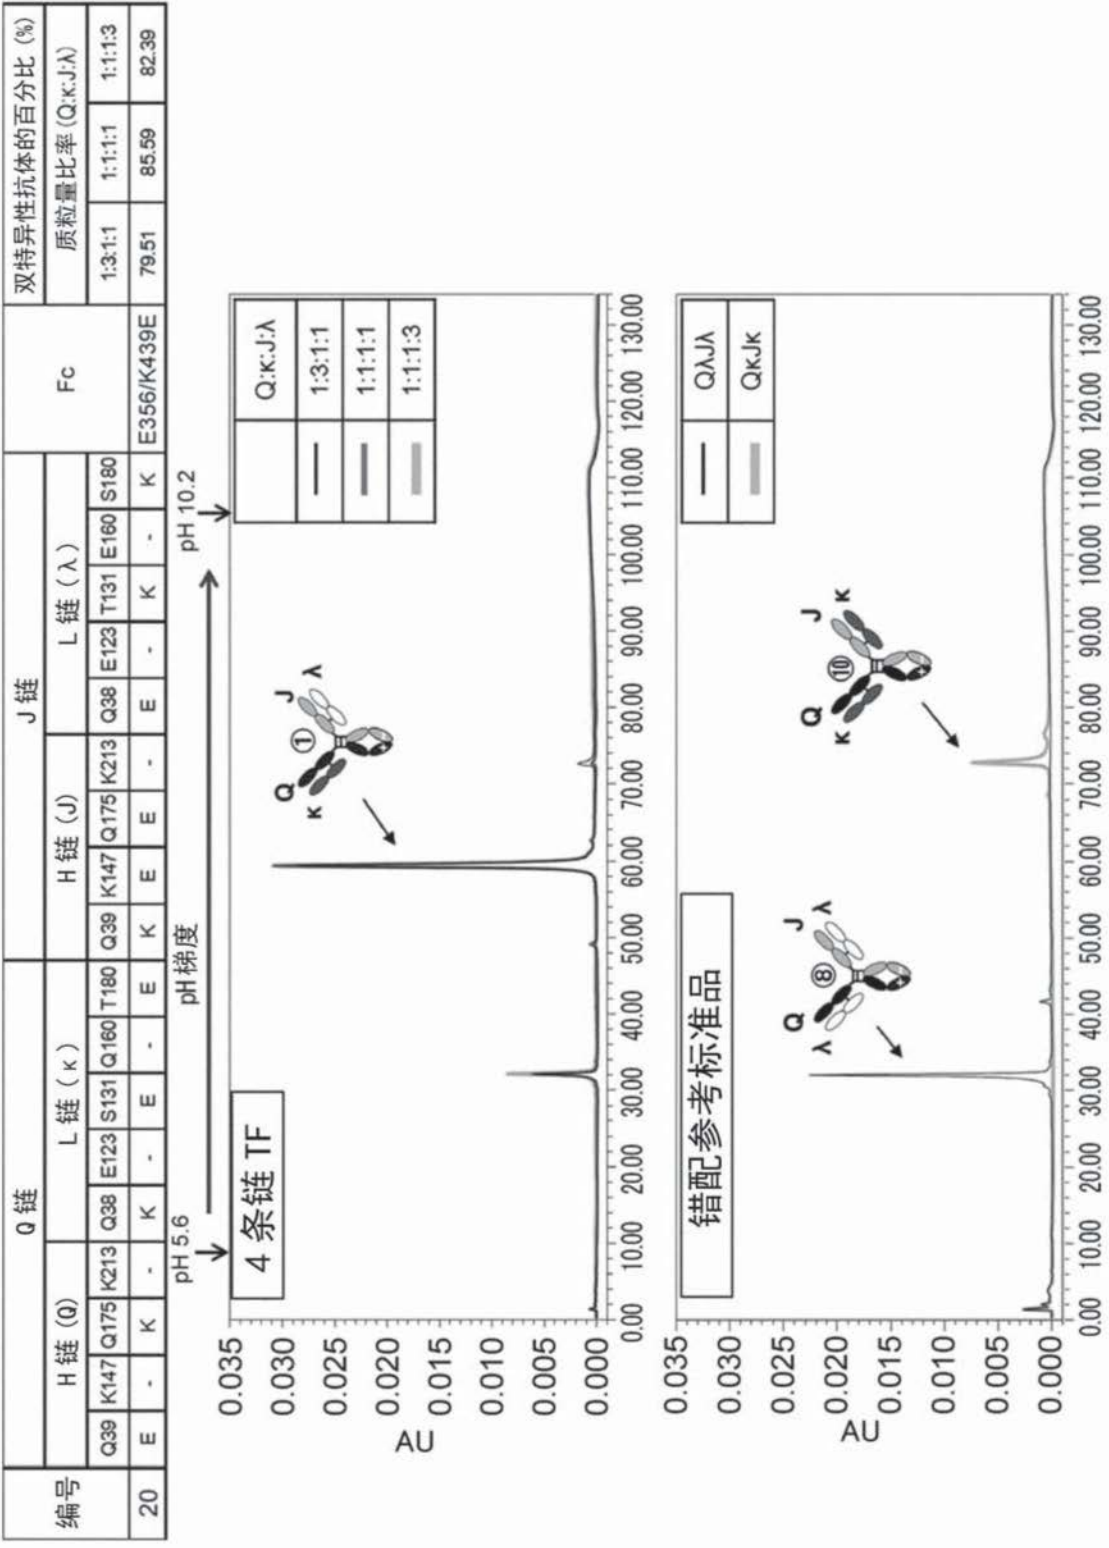 编号 Q 链 J 链 Fc 双特异性抗体的百分比 (%)
H 链 (Q) L 链 (κ) H 链 (J) L 链 (λ) 质粒量比率 (Q:κ:J:λ)
Q39 K147 Q175 K213 Q38 E123 S131 Q160 T180 Q39 K147 Q175 K213 Q38 E123 T131 E160 S180 1:3:1:1 1:1:1:1 1:1:1:3
20 E - K - K - E - E K E E - E - K - K E356/K439E 79.51 85.59 82.39
pH 5.6 pH 梯度 pH 10.2
4 条链 TF
Q:κ:J:λ
1:3:1:1
1:1:1:1
1:1:1:3
Q ① J
κ λ
AU
0.035
0.030
0.025
0.020
0.015
0.010
0.005
0.000
0.00 10.00 20.00 30.00 40.00 50.00 60.00 70.00 80.00 90.00 100.00 110.00 120.00 130.00
错配参考标准品
QλJλ
QκJκ
Q ⑧ J
λ λ
Q ⑩ J
κ κ
AU
0.035
0.030
0.025
0.020
0.015
0.010
0.005
0.000
0.00 10.00 20.00 30.00 40.00 50.00 60.00 70.00 80.00 90.00 100.00 110.00 120.00 130.00